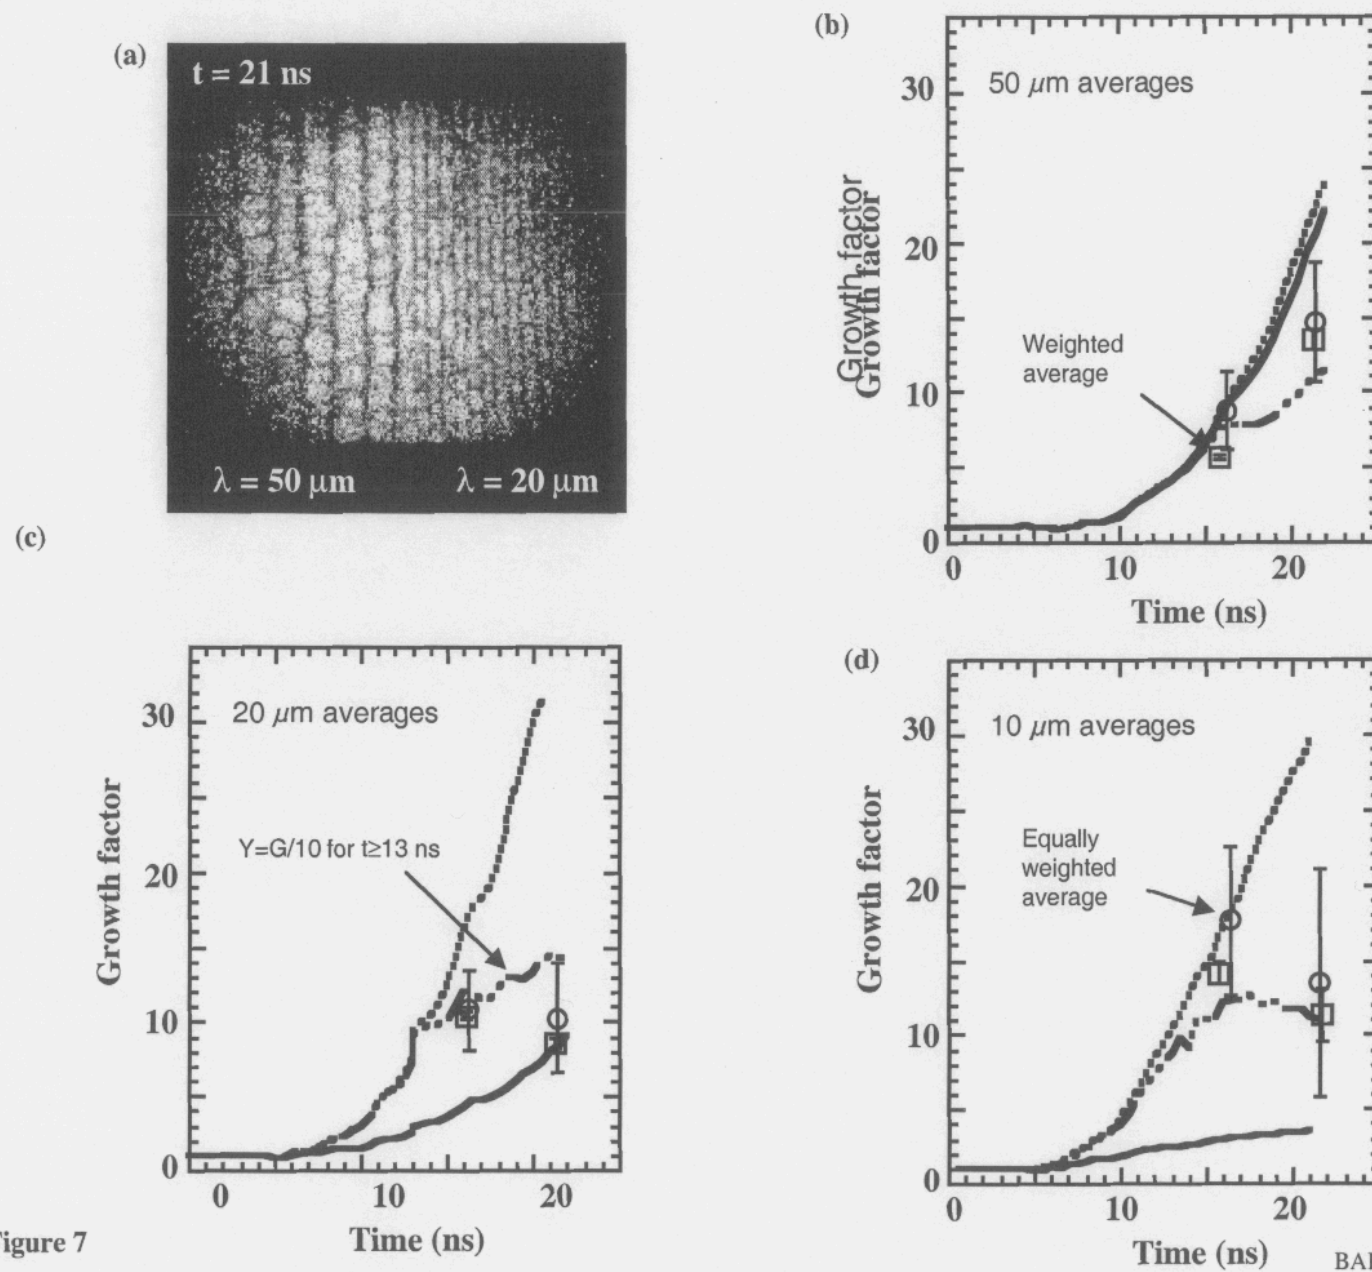 (a)
t = 21 ns
λ = 50 μm
λ = 20 μm
(b)
50 μm averages
Growth factor
Growth factor
Weighted
average
30
20
10
0
0
10
20
Time (ns)
(c)
20 μm averages
Growth factor
Y=G/10 for t≥13 ns
30
20
10
0
0
10
20
Time (ns)
(d)
10 μm averages
Growth factor
Equally
weighted
average
30
20
10
0
0
10
20
Time (ns)
igure 7